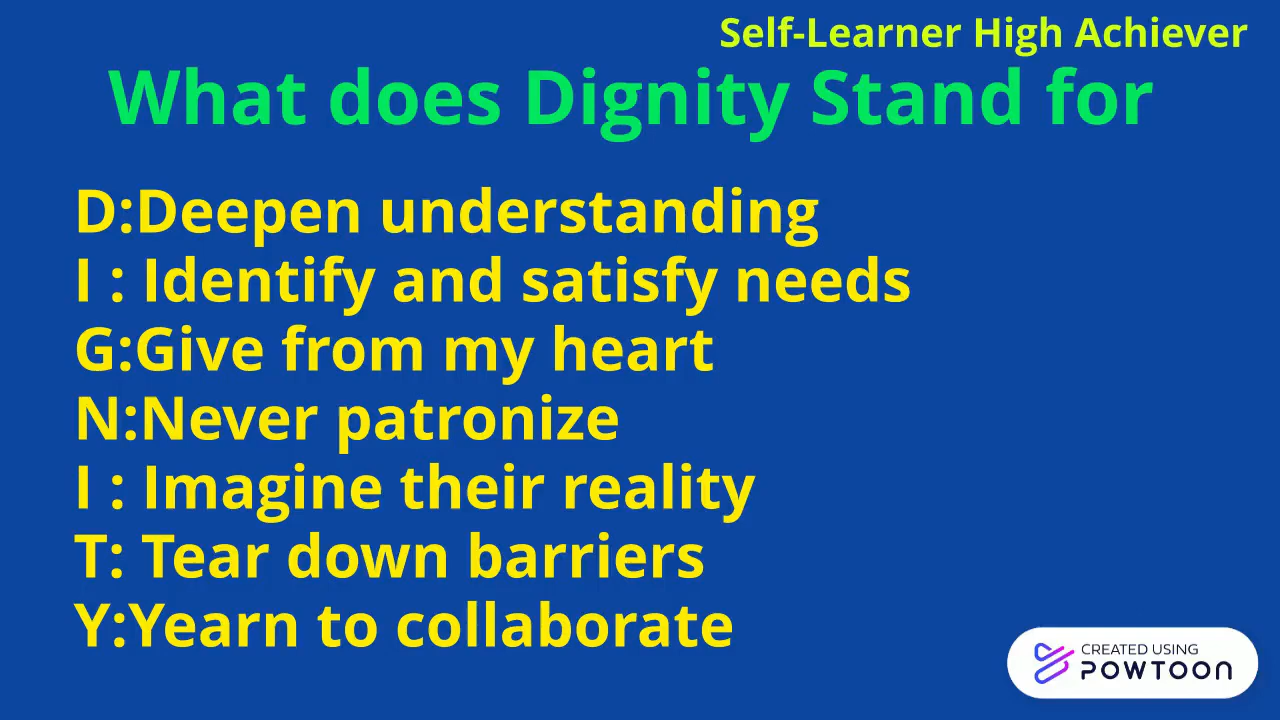 Self-Learner High Achiever
What does Dignity Stand for
D:Deepen understanding
I : Identify and satisfy needs
G:Give from my heart
N:Never patronize
I : Imagine their reality
T: Tear down barriers
Y:Yearn to collaborate
CREATED USING
POWTOON